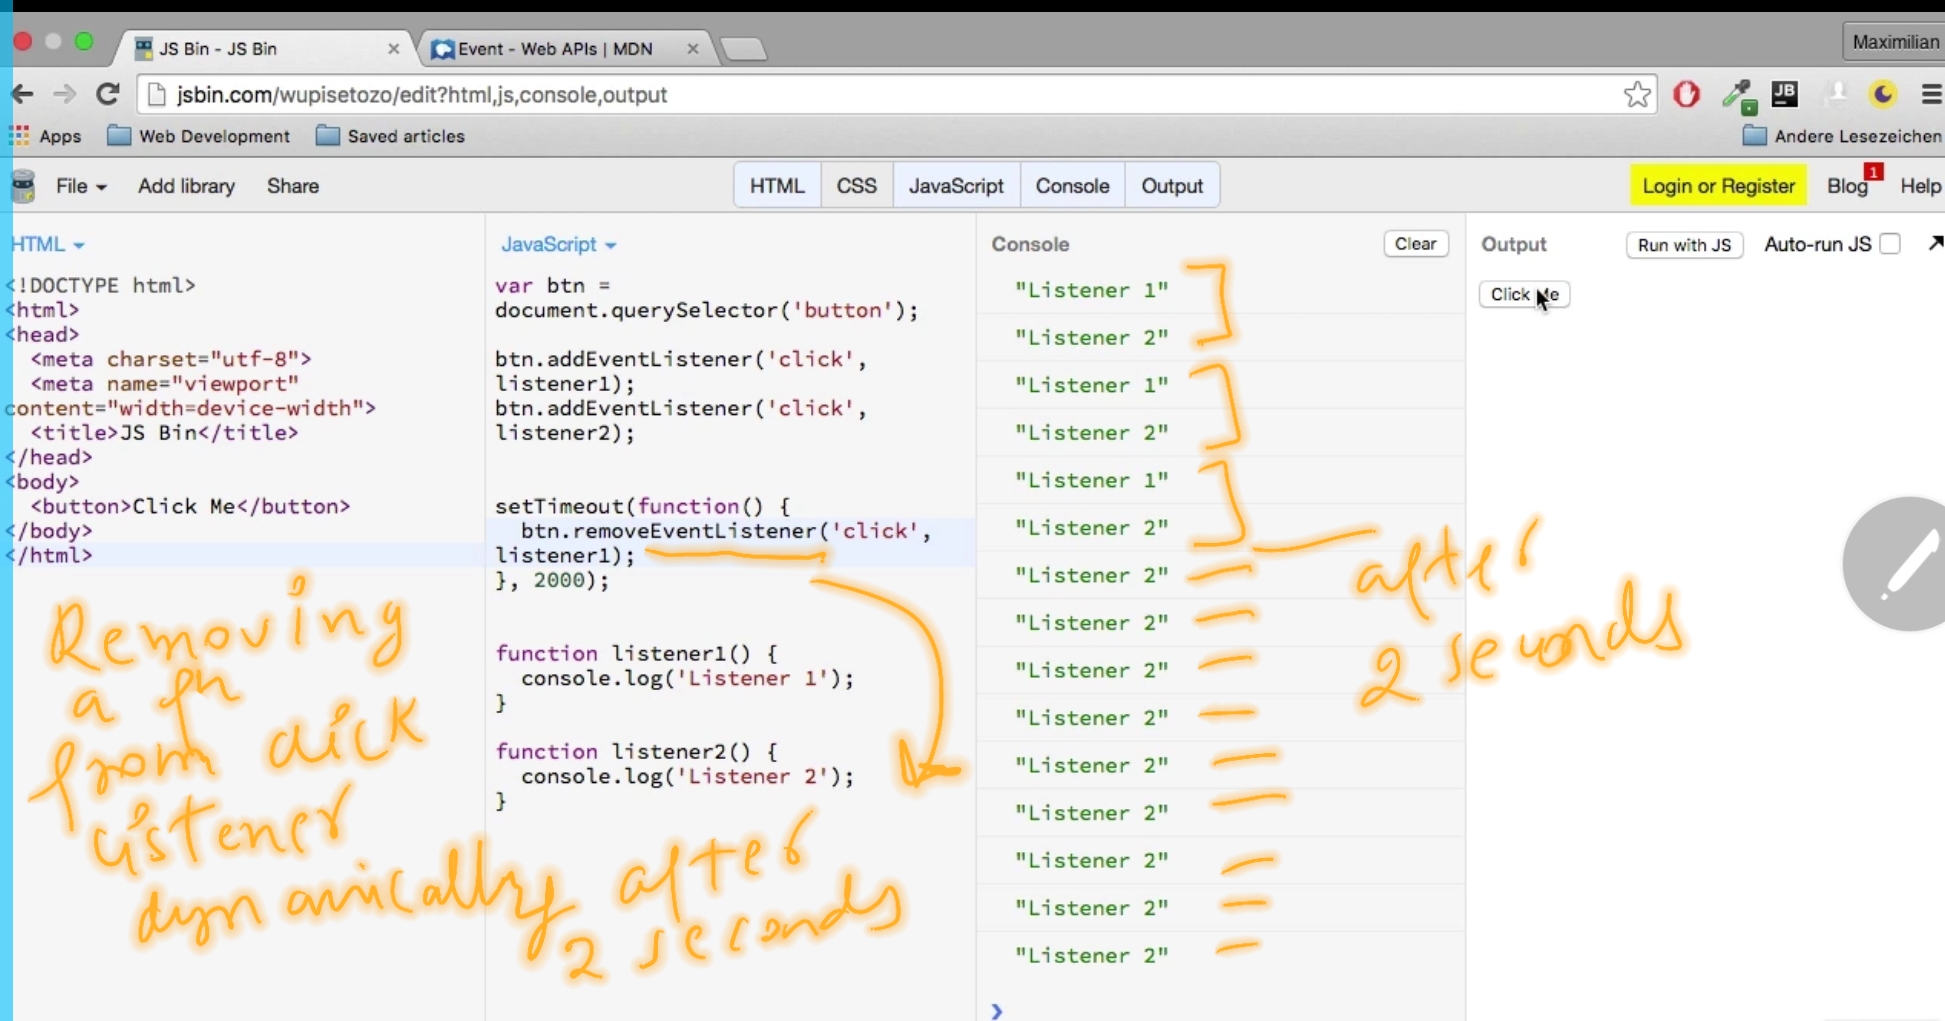 JS Bin - JS Bin
Event - Web APIs | MDN
Maximilian
jsbin.com/wupisetozo/edit?html,js,console,output
JB
Apps
Web Development
Saved articles
Andere Lesezeichen
File
Add library
Share
HTML
CSS
JavaScript
Console
Output
Login or Register
Blog
1
Help
HTML
<!DOCTYPE html>
<html>
<head>
<meta charset="utf-8">
<meta name="viewport"
content="width=device-width">
<title>JS Bin</title>
</head>
<body>
<button>Click Me</button>
</body>
</html>
Removing
a fn
from click
listener
dynamically after
2 seconds
JavaScript
var btn =
document.querySelector('button');
btn.addEventListener('click',
listener1);
btn.addEventListener('click',
listener2);
setTimeout(function() {
btn.removeEventListener('click',
listener1);
}, 2000);
function listener1() {
console.log('Listener 1');
}
function listener2() {
console.log('Listener 2');
}
Console
Clear
"Listener 1"
"Listener 2"
"Listener 1"
"Listener 2"
"Listener 1"
"Listener 2"
"Listener 2"
"Listener 2"
"Listener 2"
"Listener 2"
"Listener 2"
"Listener 2"
"Listener 2"
"Listener 2"
"Listener 2"
after
2 seconds
Output
Run with JS
Auto-run JS
Click Me